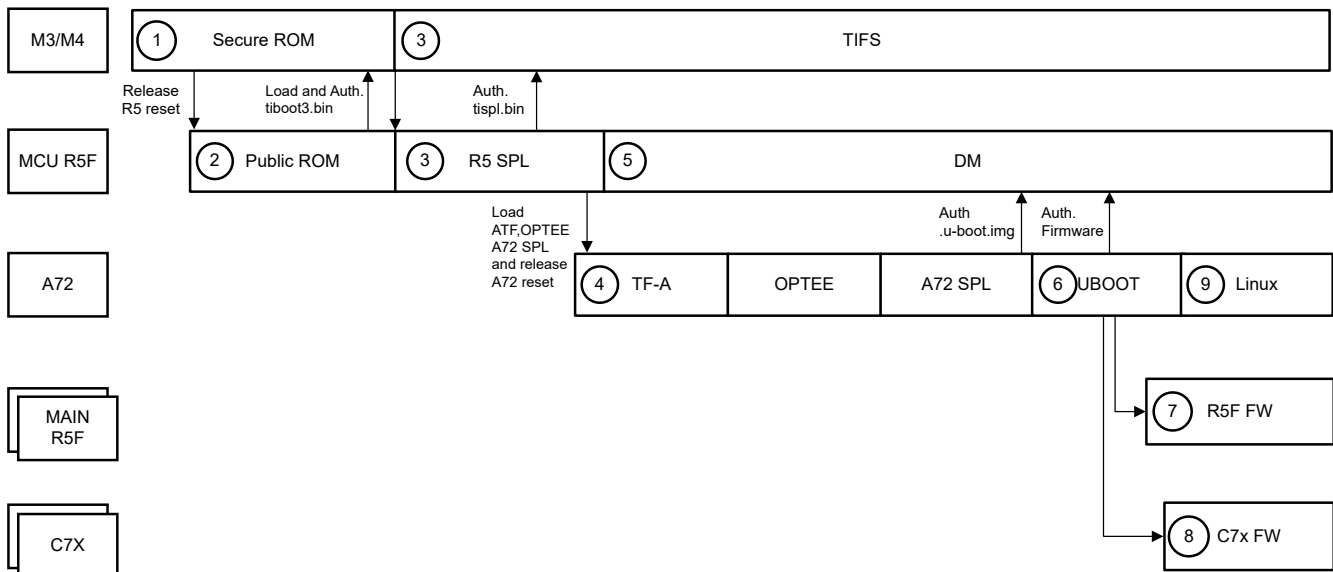 M3/M4
1
Secure ROM
3
TIFS
Release
R5 reset
Load and Auth.
tiboot3.bin
Auth.
tispl.bin
MCU R5F
2
Public ROM
3
R5 SPL
5
DM
Load
ATF,OPTEE
A72 SPL
and release
A72 reset
Auth
.u-boot.img
Auth.
Firmware
A72
4
TF-A
OPTEE
A72 SPL
6
UBOOT
9
Linux
MAIN
R5F
7
R5F FW
C7X
8
C7x FW